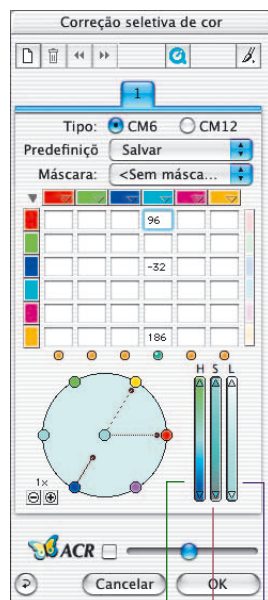 Correção seletiva de cor
1
Tipo: CM6 CM12
Predefiniçõ Salvar
Máscara: <Sem másca...
96
-32
186
H S L
1×
ACR
Cancelar OK